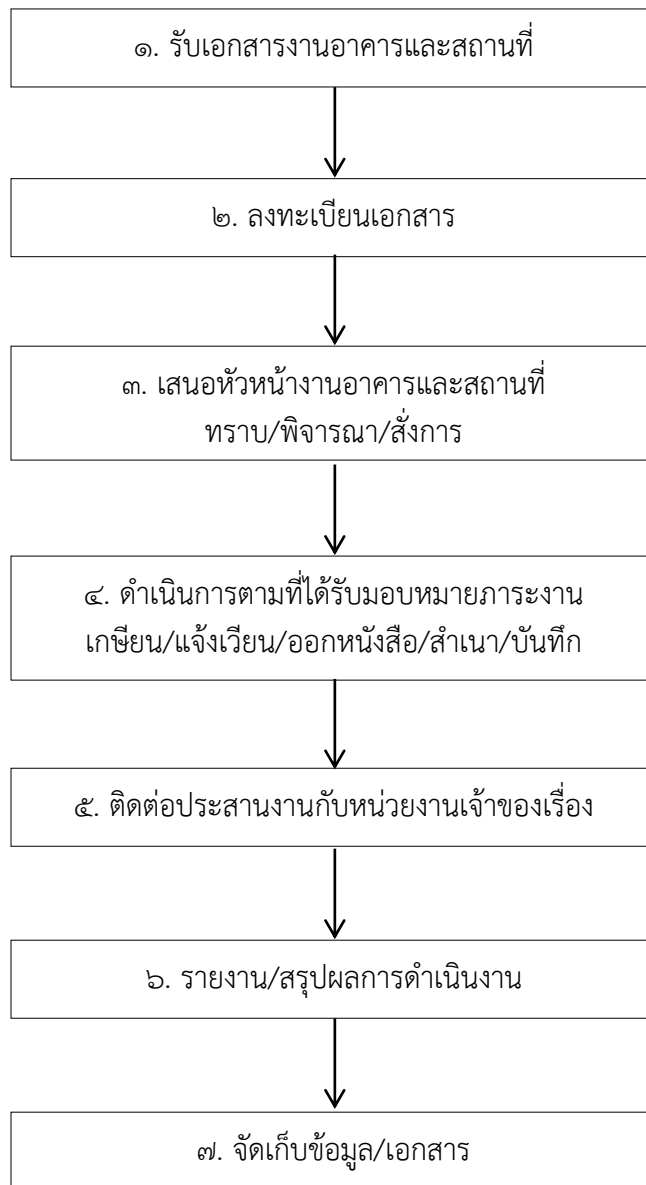 ๑. รับเอกสารงานอาคารและสถานที่
๒. ลงทะเบียนเอกสาร
๓. เสนอหัวหน้างานอาคารและสถานที่
ทราบ/พิจารณา/สั่งการ
๔. ดำเนินการตามที่ได้รับมอบหมายภาระงาน
เกษียน/แจ้งเวียน/ออกหนังสือ/สำเนา/บันทึก
๕. ติดต่อประสานงานกับหน่วยงานเจ้าของเรื่อง
๖. รายงาน/สรุปผลการดำเนินงาน
๗. จัดเก็บข้อมูล/เอกสาร